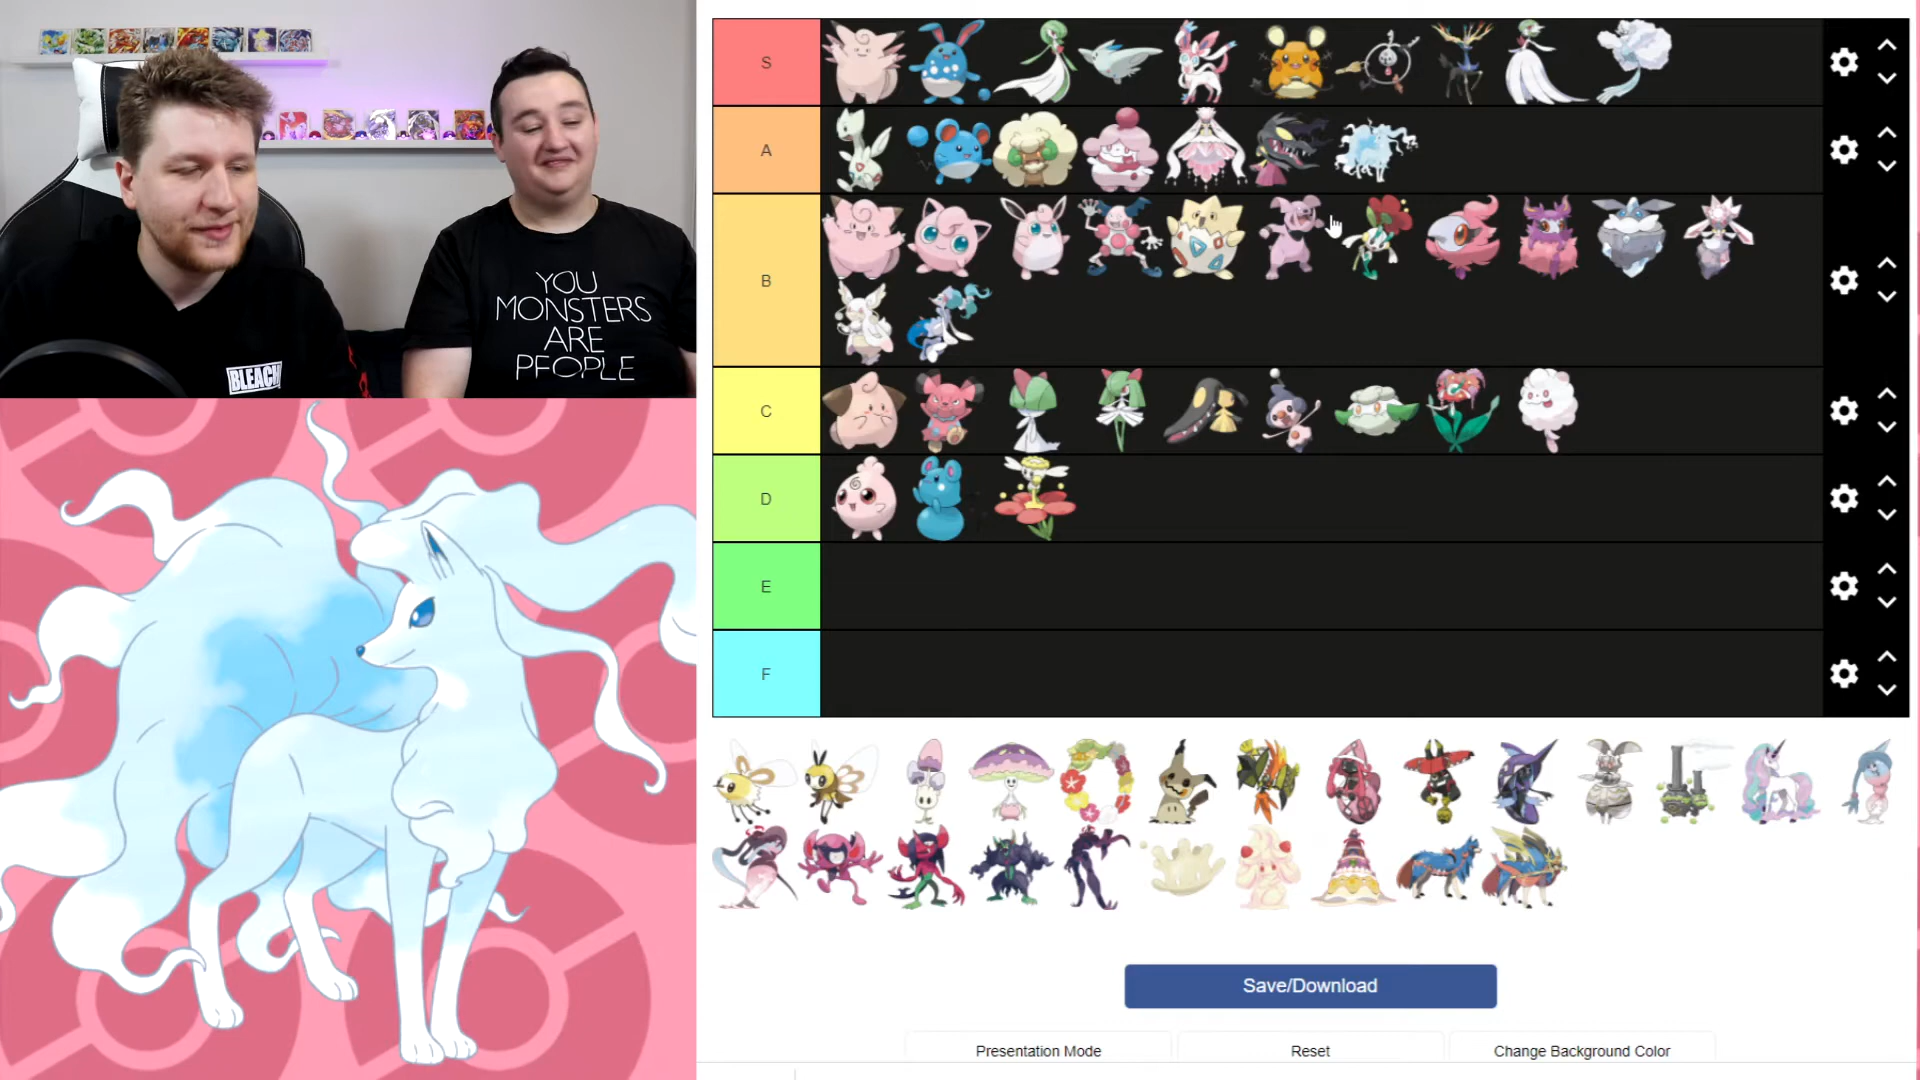 YOU
MONSTERS
ARE
PEOPLE
BLEACH
S
A
B
C
D
E
F
Save/Download
Presentation Mode
Reset
Change Background Color